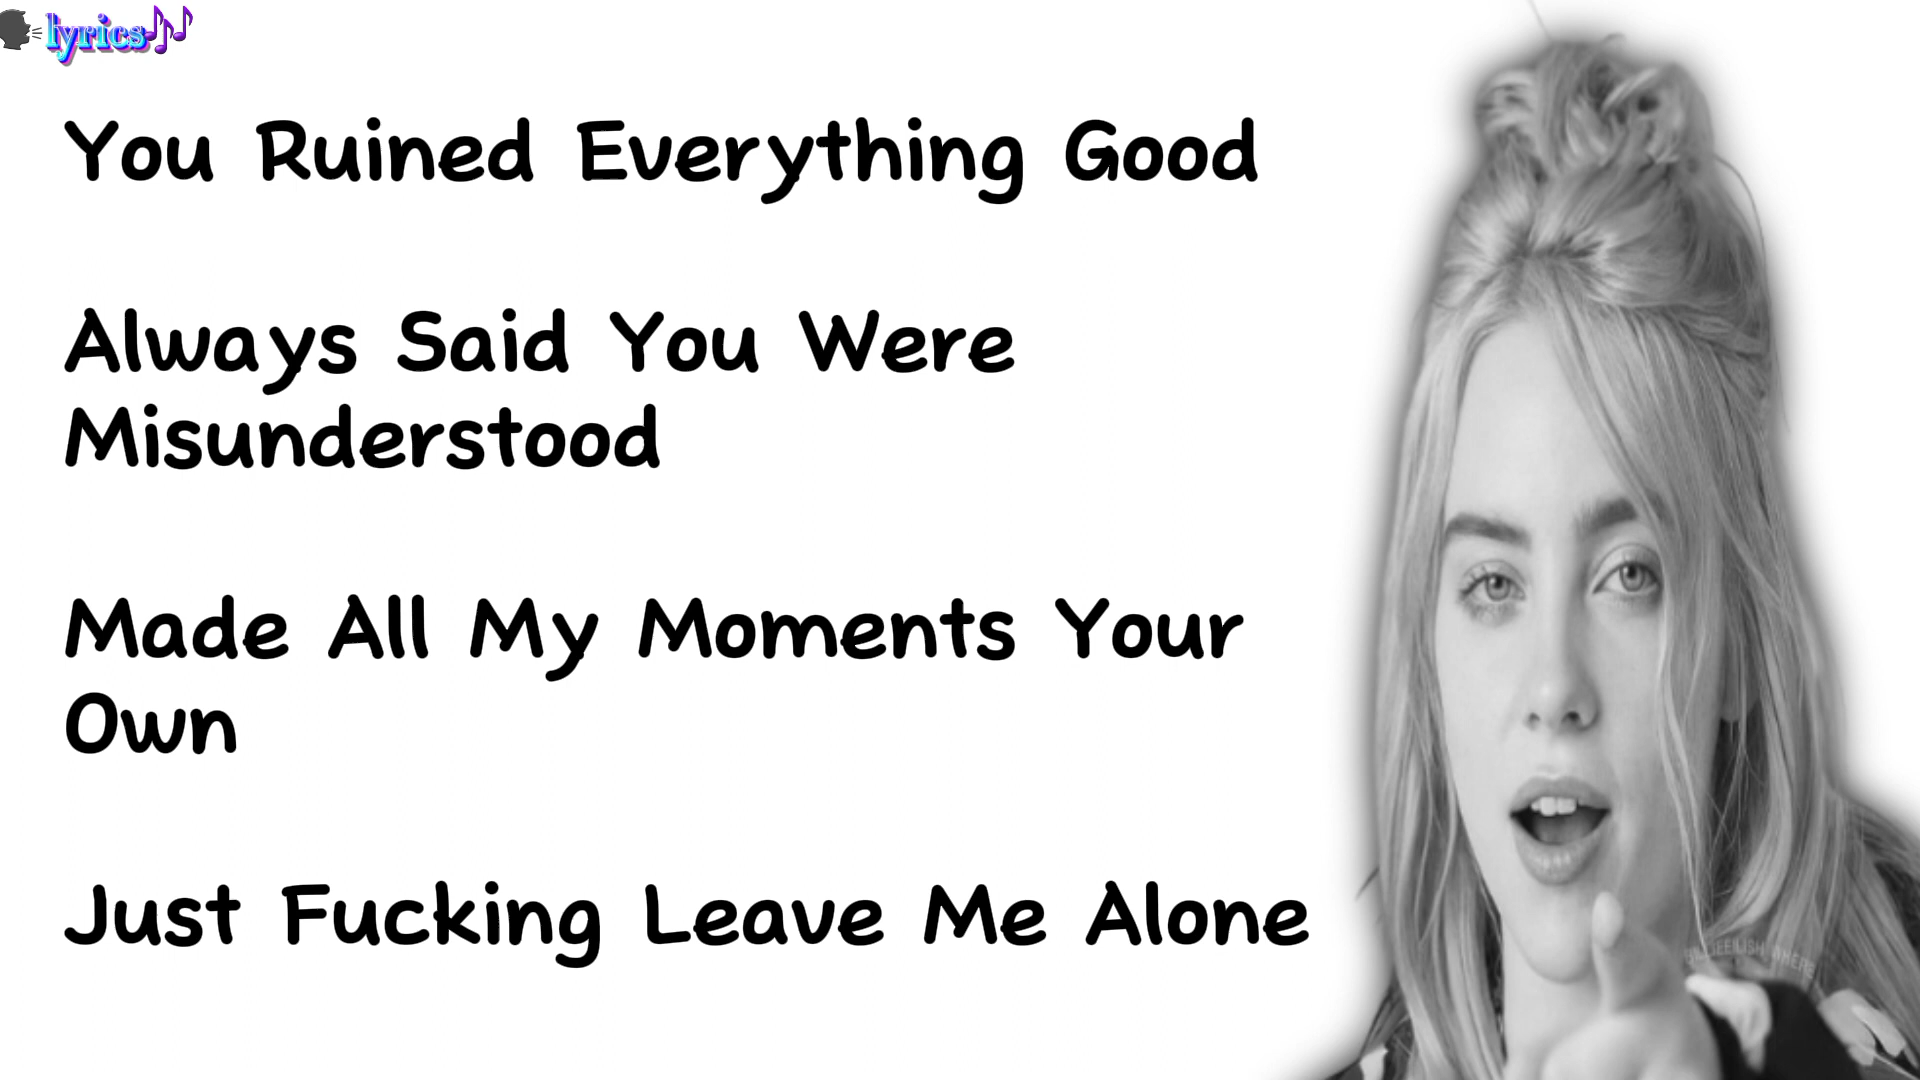 lyrics
You Ruined Everything Good
Always Said You Were
Misunderstood
Made All My Moments Your
Own
Just Fucking Leave Me Alone